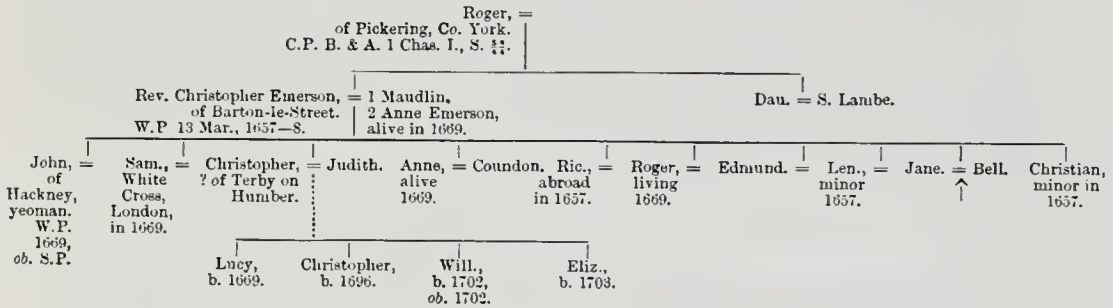 Roger, =
of Pickering, Co. York.
C.P. B. & A. 1 Chas. I., S.
Rev. Christopher Emerson, = 1 Maudlin,
of Barton-le-Street.
2 Anne Emerson,
W.P 13 Mar., 1657—8.
alive in 1669.
Dau. = S. Lambe.
John, =
of
Hackney,
yeoman.
W.P.
1669,
ob. S.P.
Sam., =
White
Cross,
London,
in 1669.
Christopher, = Judith.
? of Terby on
Humber.
Anne, = Coundon.
alive
1669.
Ric., =
abroad
in 1657.
Roger, =
living
1669.
Edmund. =
Len., =
minor
1657.
Jane. = Bell.
Christian,
minor in
1657.
Lucy,
b. 1669.
Christopher,
b. 1696.
Will.,
b. 1702,
ob. 1702.
Eliz.,
b. 1703.